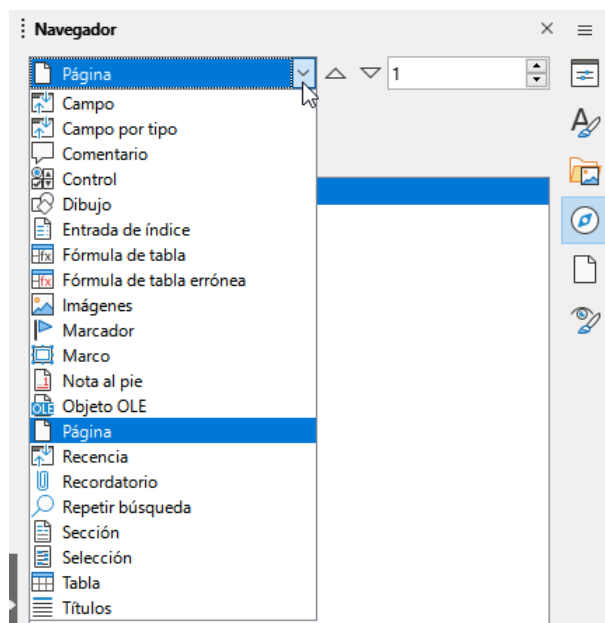 Navegador
Página 1
Campo
Campo por tipo
Comentario
Control
Dibujo
Entrada de índice
Fórmula de tabla
Fórmula de tabla errónea
Imágenes
Marcador
Marco
Nota al pie
Objeto OLE
Página
Recencia
Recordatorio
Repetir búsqueda
Sección
Selección
Tabla
Títulos